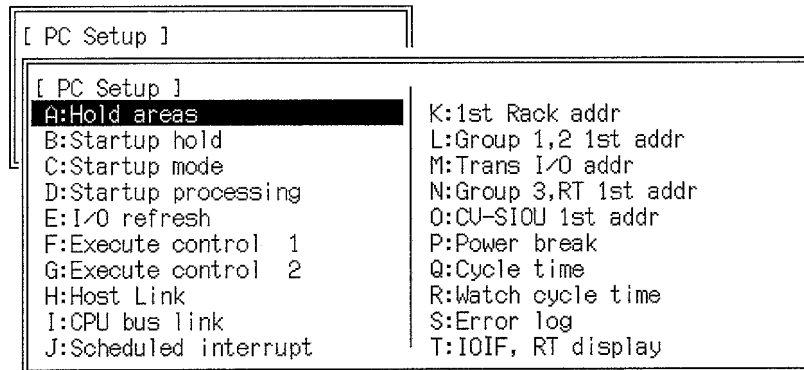 [ PC Setup ]
[ PC Setup ]
A:Hold areas
B:Startup hold
C:Startup mode
D:Startup processing
E:I/O refresh
F:Execute control 1
G:Execute control 2
H:Host Link
I:CPU bus link
J:Scheduled interrupt
K:1st Rack addr
L:Group 1,2 1st addr
M:Trans I/O addr
N:Group 3,RT 1st addr
O:CV-SIOU 1st addr
P:Power break
Q:Cycle time
R:Watch cycle time
S:Error log
T:IOIF, RT display